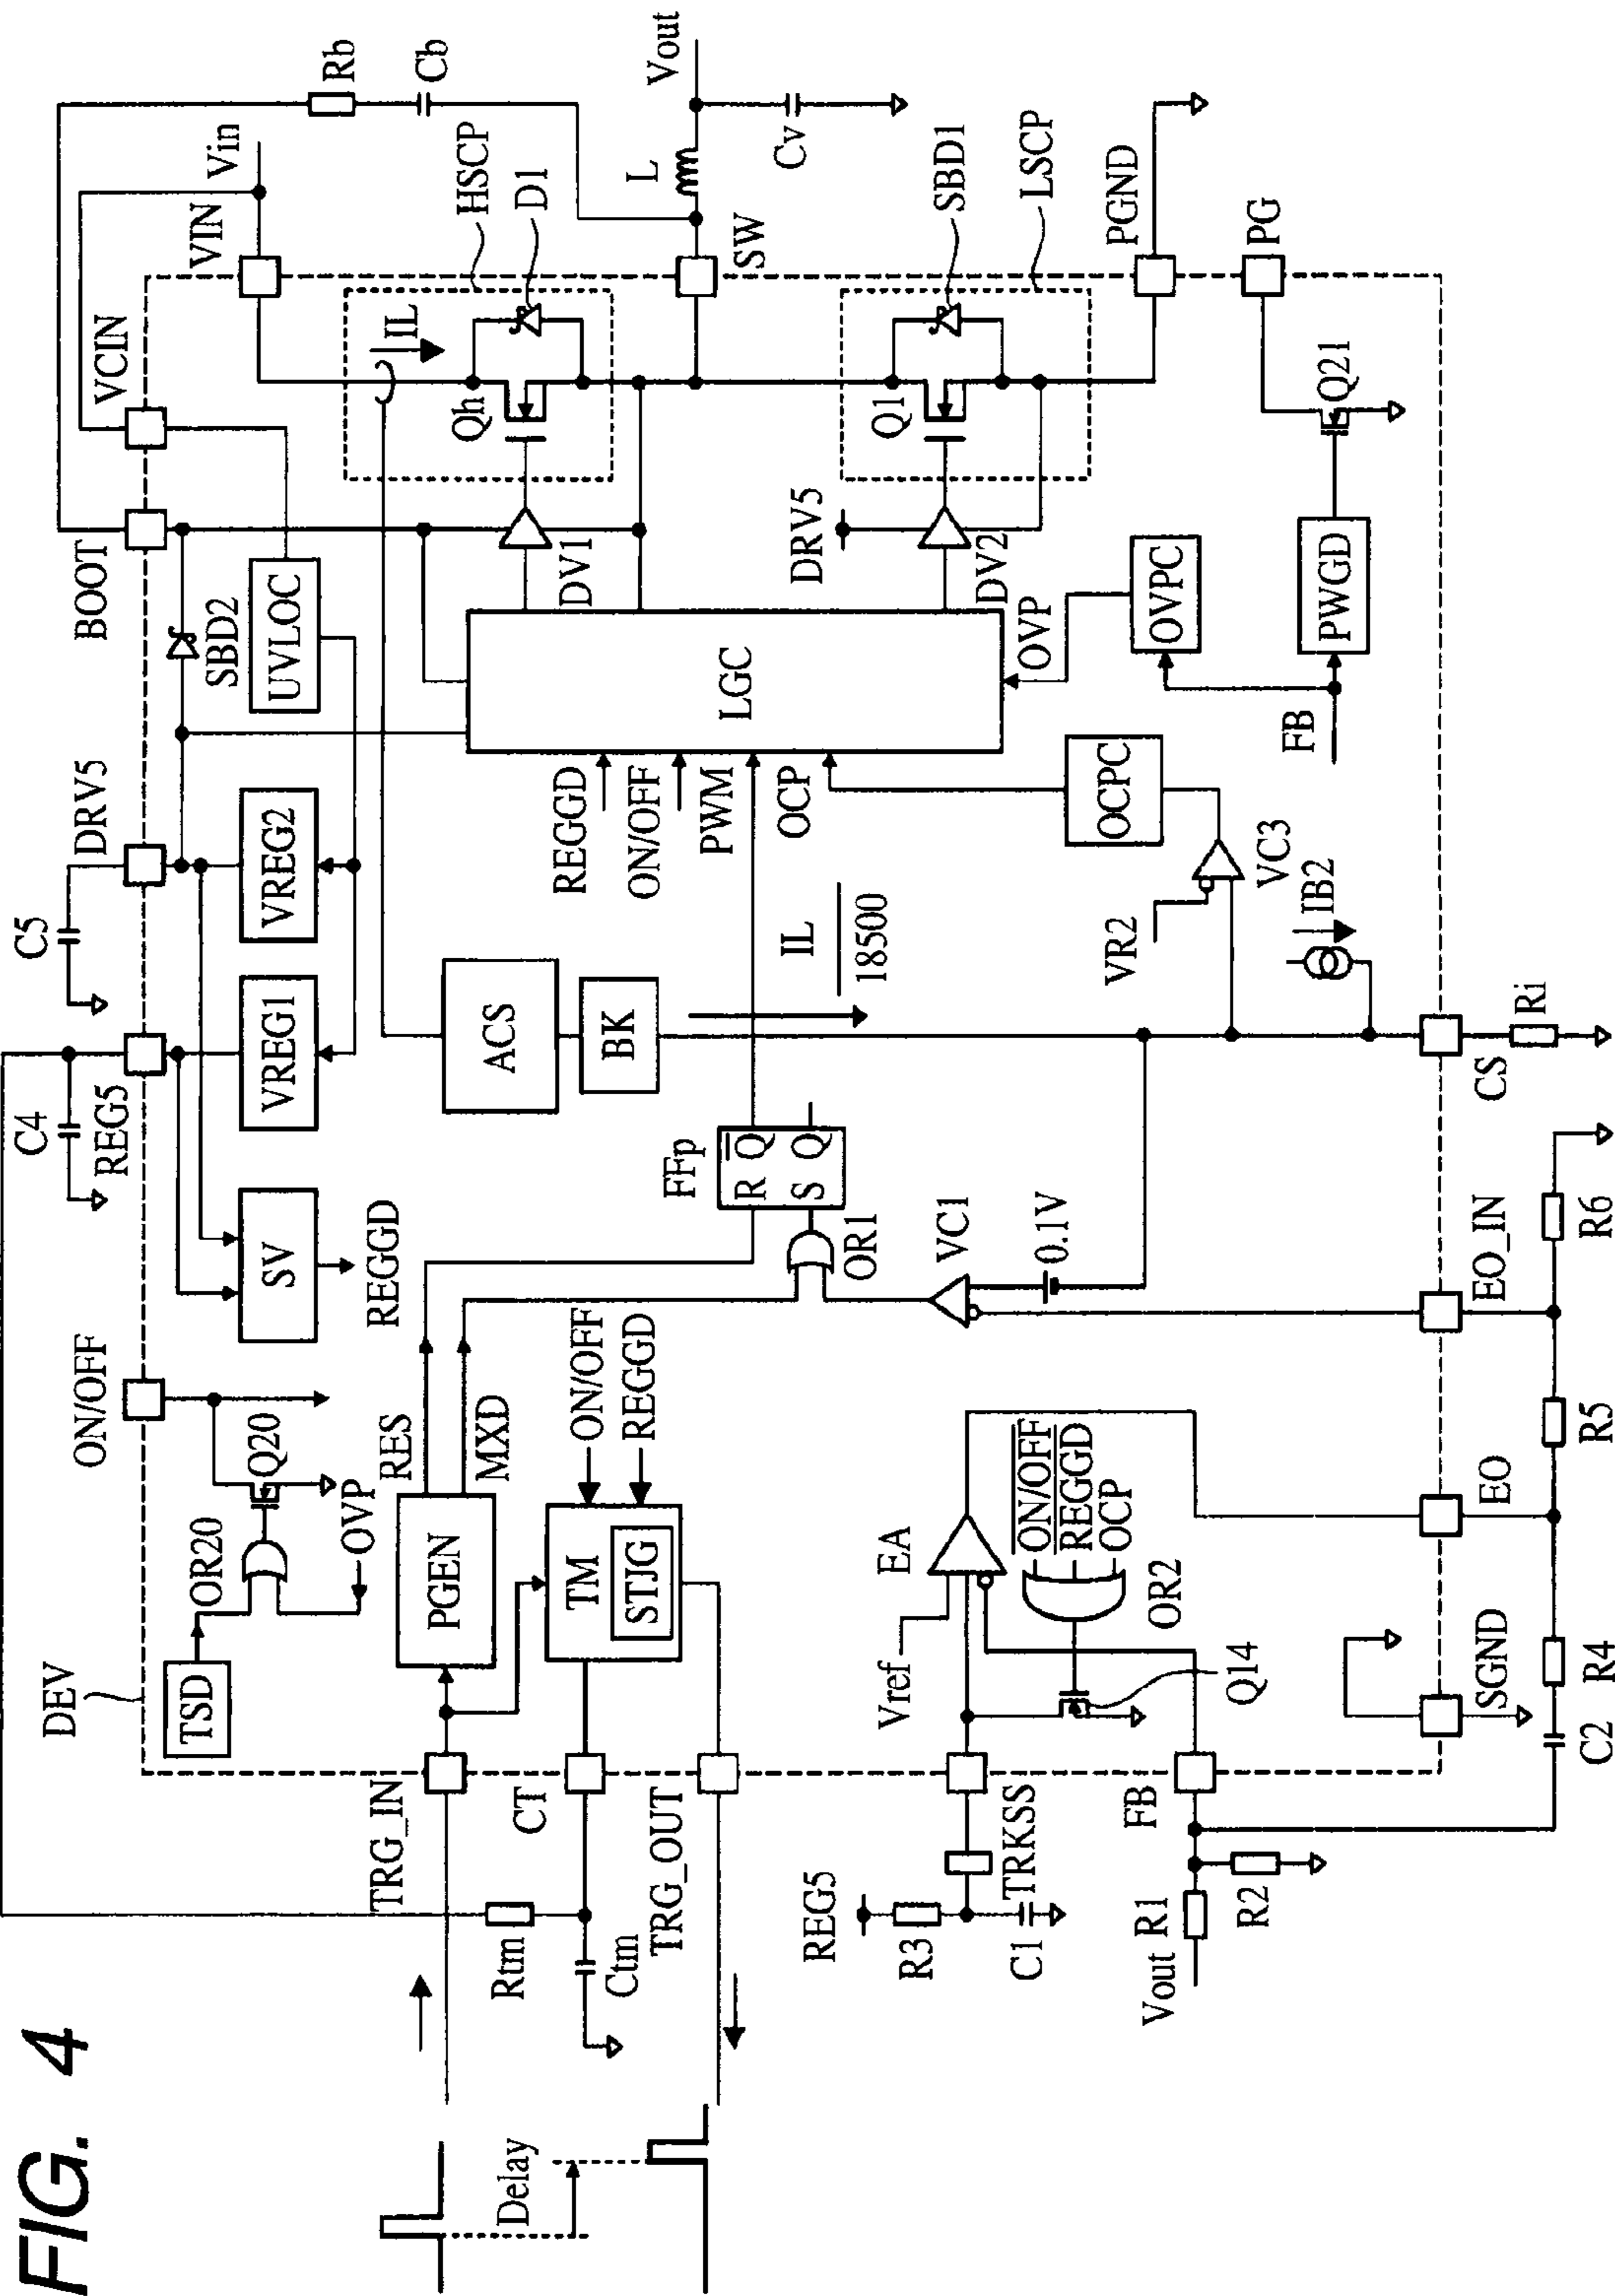 FIG. 4
Rb
Cb
Vin
Vout
VIN
HSCP
D1
L
Cv
SBD1
LSCP
VCIN
SW
PGND
PG
IL
BOOT
Qh
Q1
Q21
SBD2
UVLOC
DV1
DRV5
DV2
OVP
OVPC
PWGD
LGC
FB
DRV5
C5
VREG2
REGGD
ON/OFF
PWM
OCP
OCPC
VC3
VR2
IB2
IL
18500
C4
REG5
VREG1
ACS
BK
CS
Ri
SV
REGGD
FFp
R
Q
S
Q
OR1
VC1
0.1V
EO_IN
R6
ON/OFF
Q20
OR20
OVP
TSD
DEV
RES
MXD
PGEN
ON/OFF
REGGD
TM
STJG
EA
ON/OFF
REGGD
OCP
OR2
Vref
Q14
EO
R5
SGND
R4
C2
TRG_IN
CT
TRG_OUT
TRKSS
FB
REG5
R3
C1
R1
R2
Vout
Rtm
Ctm
Delay